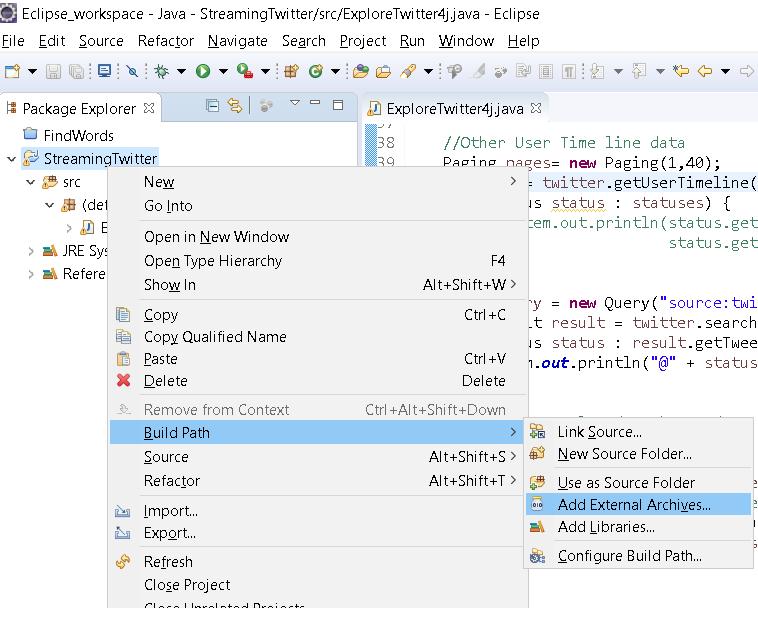 Eclipse_workspace - Java - StreamingTwitter/src/ExploreTwitter4j.java - Eclipse
File Edit Source Refactor Navigate Search Project Run Window Help
Package Explorer
FindWords
StreamingTwitter
src
(def
E
JRE Sys
Refere
New
Go Into
Open in New Window
Open Type Hierarchy F4
Show In Alt+Shift+W >
Copy Ctrl+C
Copy Qualified Name
Paste Ctrl+V
Delete Delete
Remove from Context Ctrl+Alt+Shift+Down
Build Path
Source Alt+Shift+S >
Refactor Alt+Shift+T >
Import...
Export...
Refresh
Close Project
Close Unrelated Projects
Link Source...
New Source Folder...
Use as Source Folder
Add External Archives...
Add Libraries...
Configure Build Path...
ExploreTwitter4j.java
38 //Other User Time line data
39 Paging pages= new Paging(1,40);
= twitter.getUserTimeline(
us status : statuses) {
tem.out.println(status.get
status.get
ry = new Query("source:twi
lt result = twitter.search
us status : result.getTwee
m.out.println("@" + status